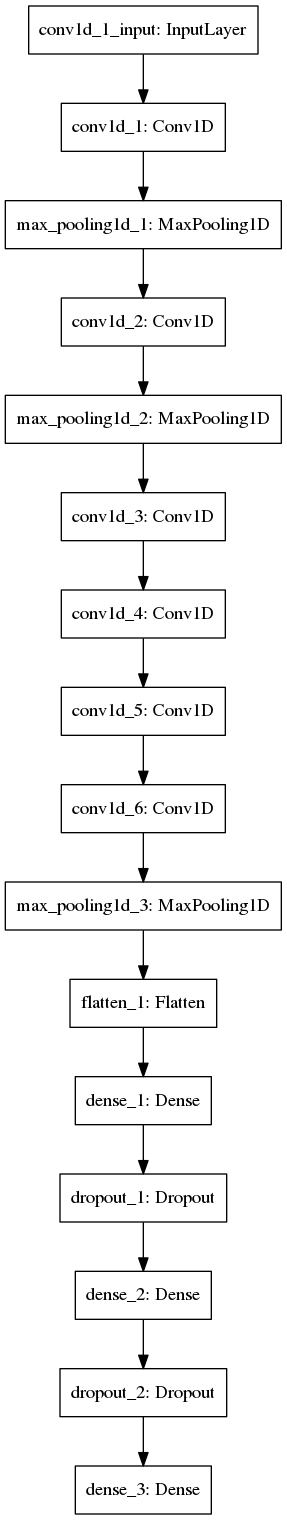 conv1d_1_input: InputLayer
conv1d_1: Conv1D
max_pooling1d_1: MaxPooling1D
conv1d_2: Conv1D
max_pooling1d_2: MaxPooling1D
conv1d_3: Conv1D
conv1d_4: Conv1D
conv1d_5: Conv1D
conv1d_6: Conv1D
max_pooling1d_3: MaxPooling1D
flatten_1: Flatten
dense_1: Dense
dropout_1: Dropout
dense_2: Dense
dropout_2: Dropout
dense_3: Dense